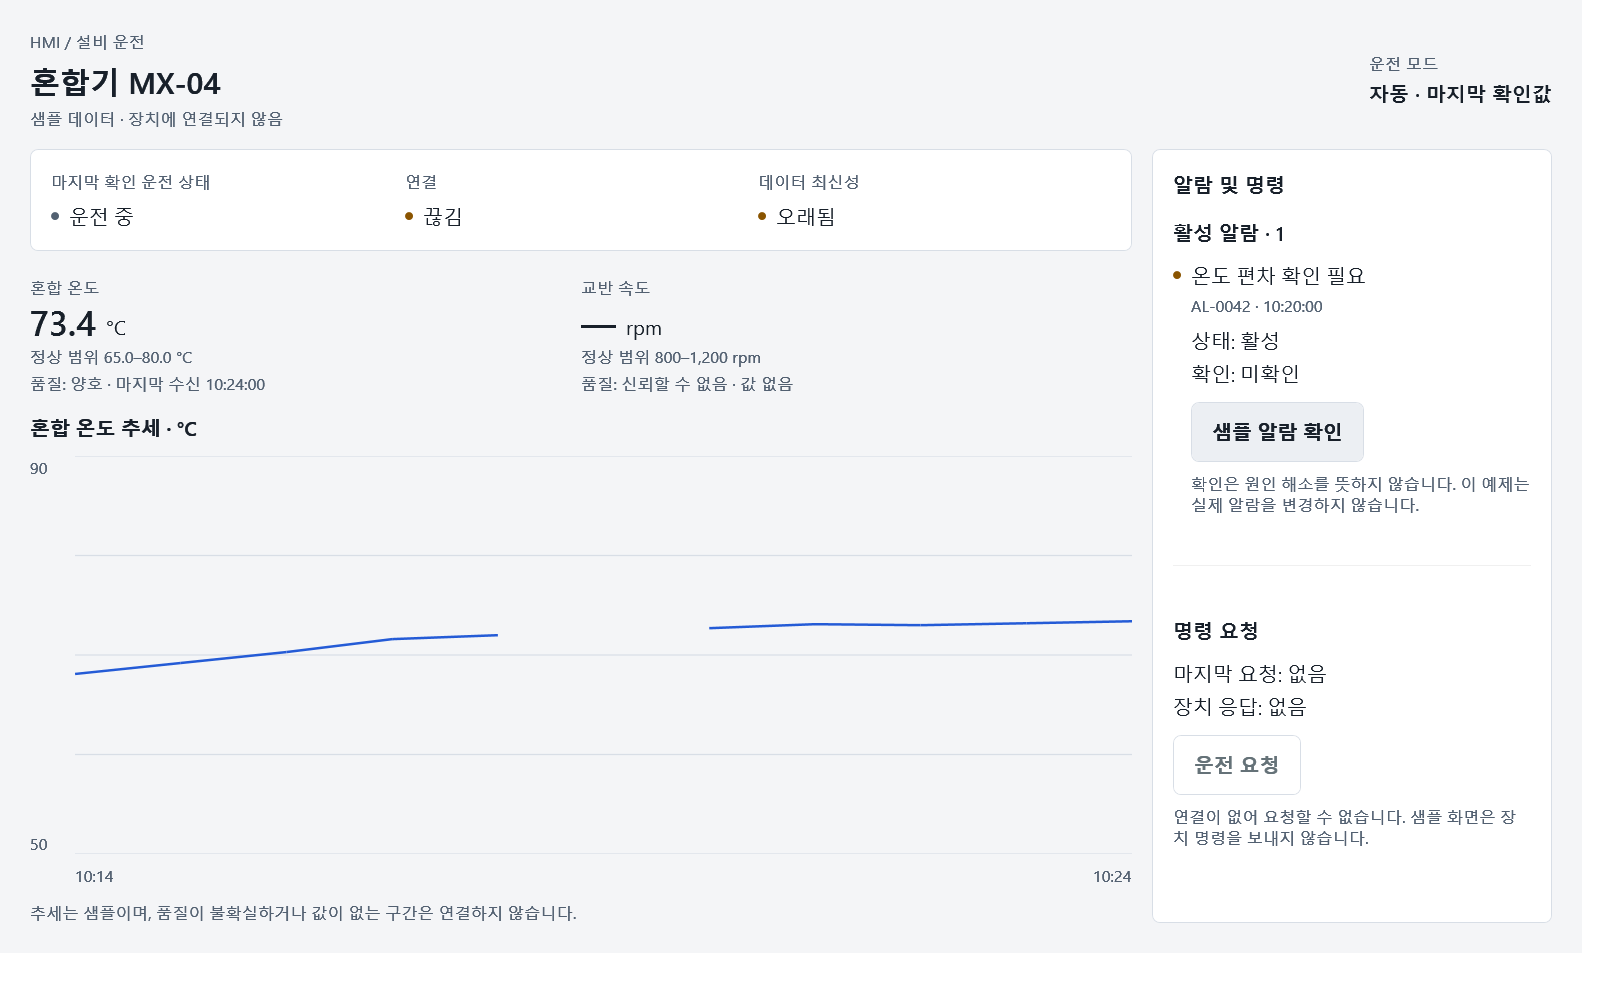 HMI / 설비 운전
혼합기 MX-04
샘플 데이터 · 장치에 연결되지 않음
운전 모드
자동 · 마지막 확인값
마지막 확인 운전 상태
운전 중
연결
끊김
데이터 최신성
오래됨
혼합 온도
73.4 °C
정상 범위 65.0–80.0 °C
품질: 양호 · 마지막 수신 10:24:00
교반 속도
— rpm
정상 범위 800–1,200 rpm
품질: 신뢰할 수 없음 · 값 없음
혼합 온도 추세 · °C
90
50
10:14
10:24
추세는 샘플이며, 품질이 불확실하거나 값이 없는 구간은 연결하지 않습니다.
알람 및 명령
활성 알람 · 1
온도 편차 확인 필요
AL-0042 · 10:20:00
상태: 활성
확인: 미확인
샘플 알람 확인
확인은 원인 해소를 뜻하지 않습니다. 이 예제는
실제 알람을 변경하지 않습니다.
명령 요청
마지막 요청: 없음
장치 응답: 없음
운전 요청
연결이 없어 요청할 수 없습니다. 샘플 화면은 장
치 명령을 보내지 않습니다.